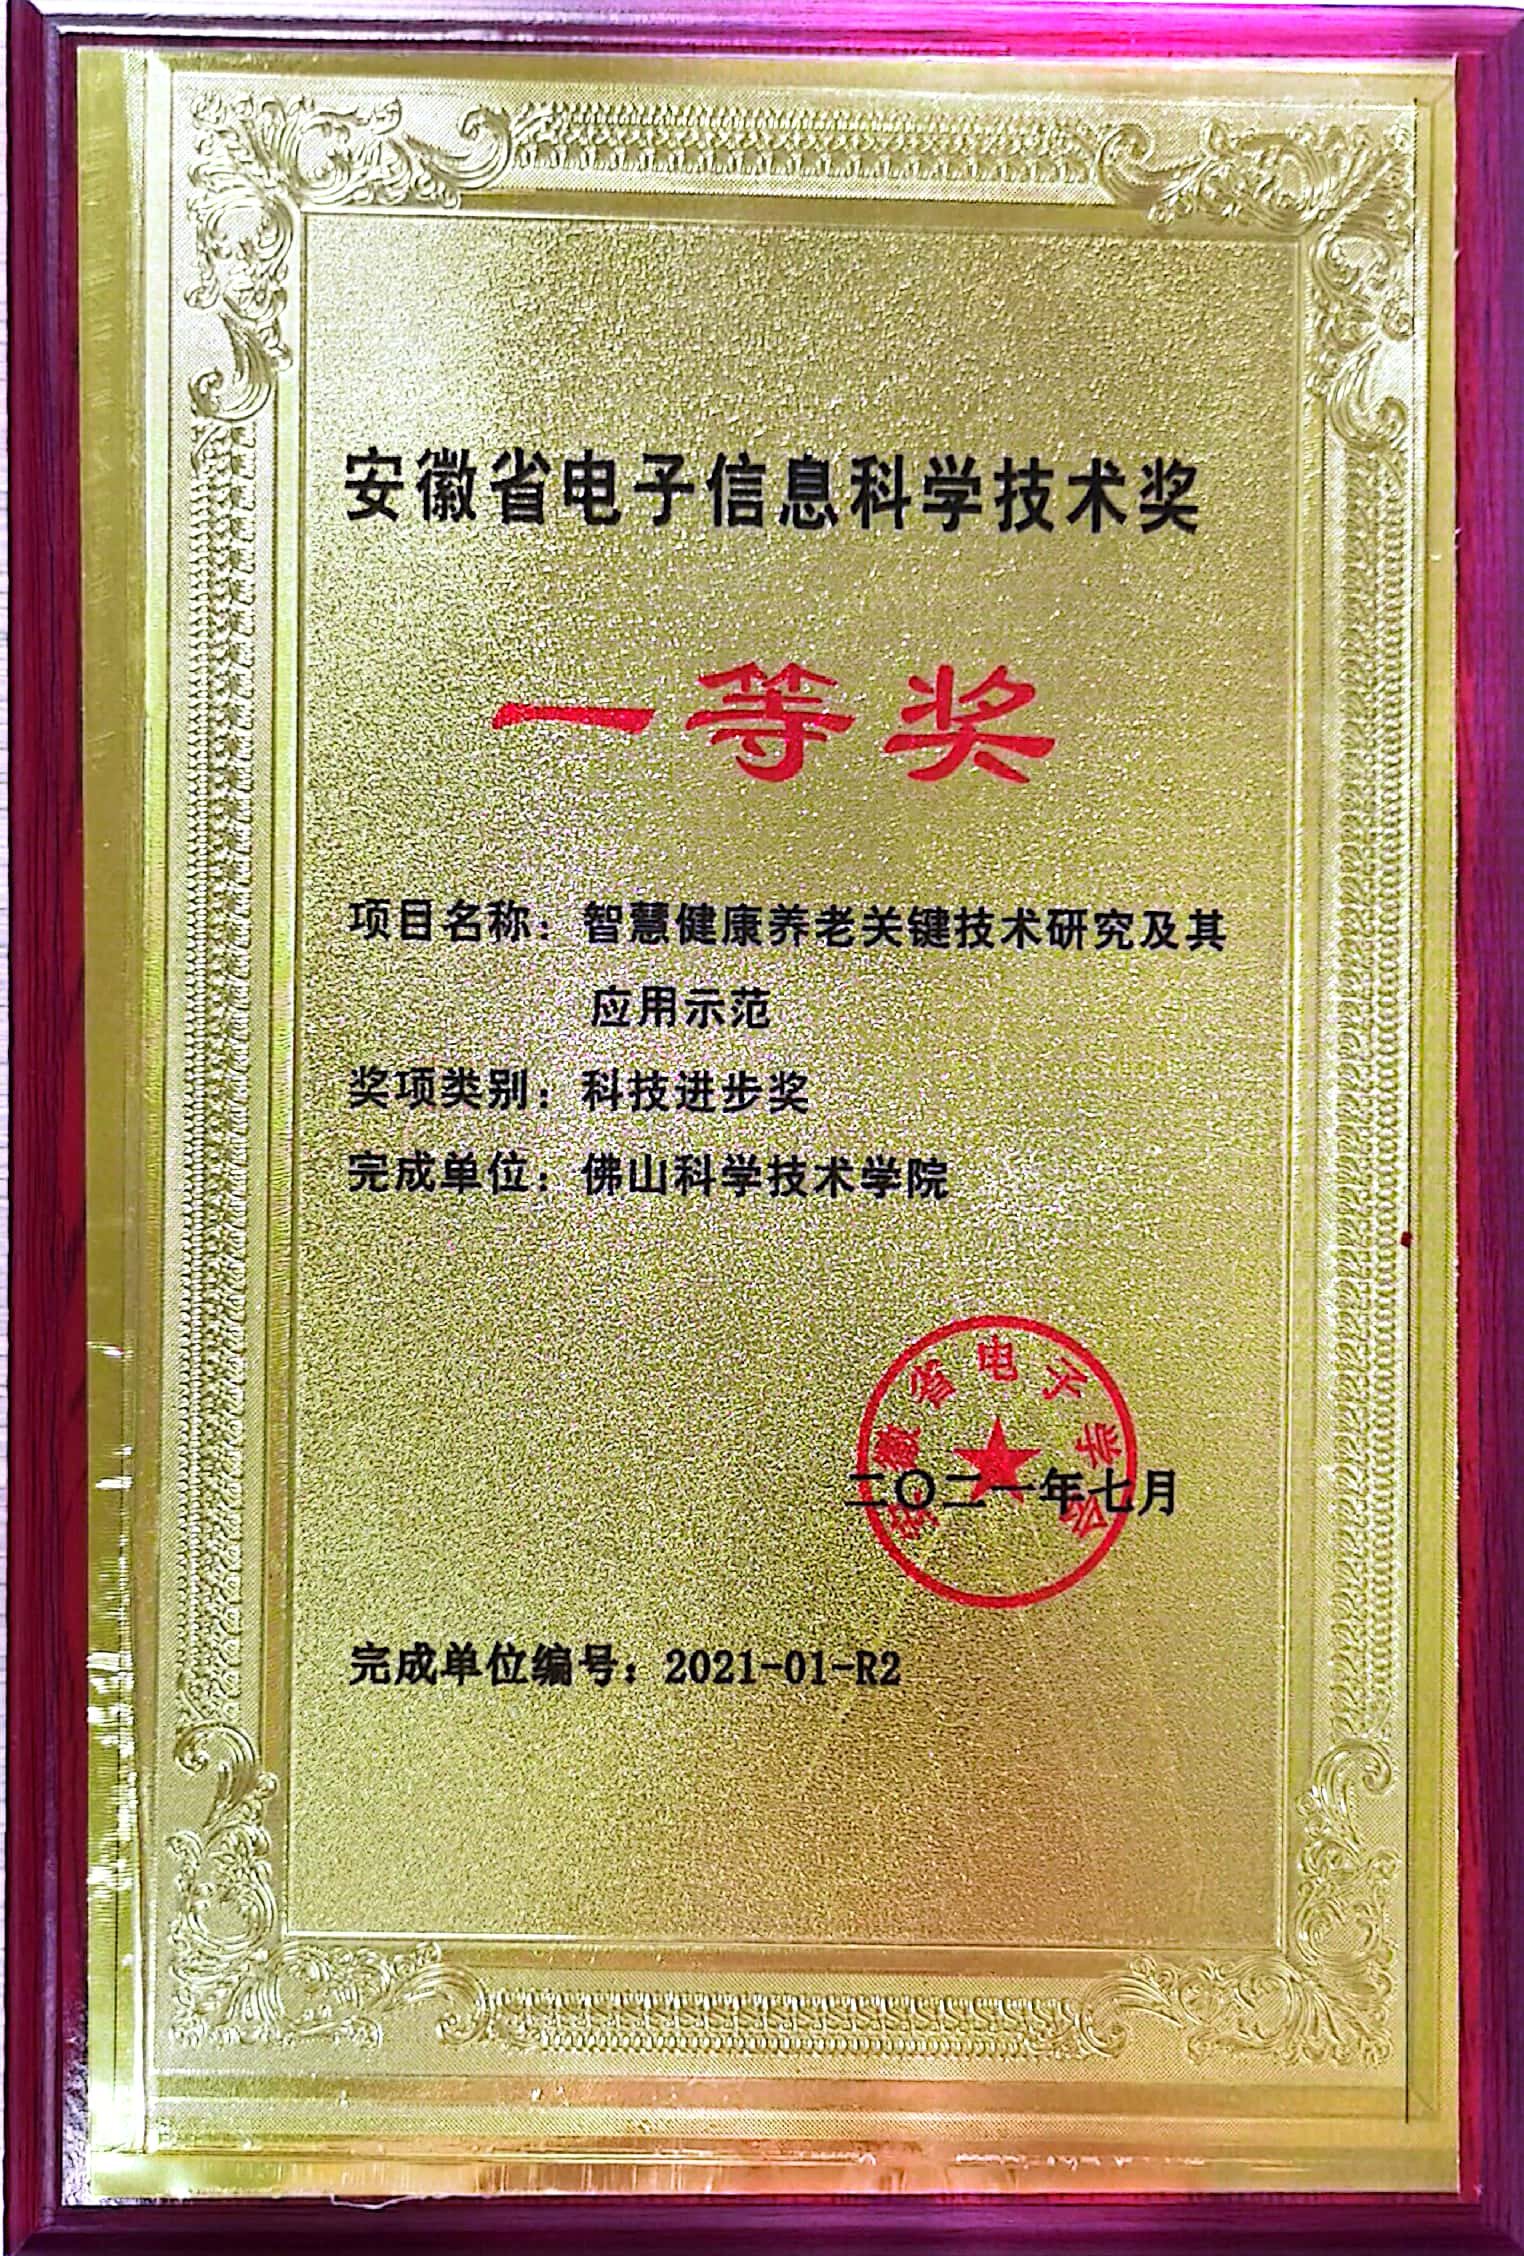 安徽省电子信息科学技术奖
一等奖
项目名称：智慧健康养老关键技术研究及其
应用示范
奖项类别：科技进步奖
完成单位：佛山科学技术学院
安徽省电子学会
二〇二一年七月
完成单位编号：2021-01-R2